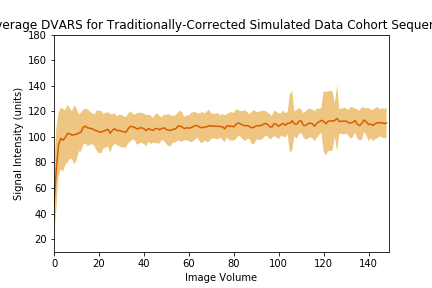 verage DVARS for Traditionally-Corrected Simulated Data Cohort Sequen
180
160
140
120
100
80
60
40
20
Signal Intensity (units)
0 20 40 60 80 100 120 140
Image Volume